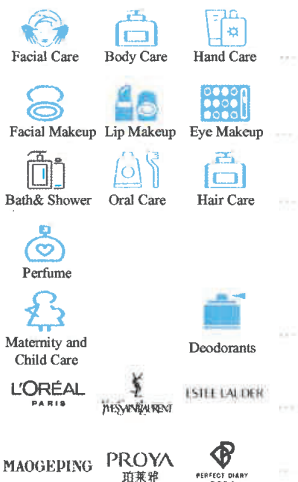 Facial Care Body Care Hand Care
Facial Makeup Lip Makeup Eye Makeup
Bath& Shower Oral Care Hair Care
Perfume
Maternity and
Child Care
Deodorants
L'ORÉAL
PARIS
YVESSAINTLAURENT
ESTEE LAUDER
MAOGEPING
PROYA
珀莱雅
PERFECT DIARY